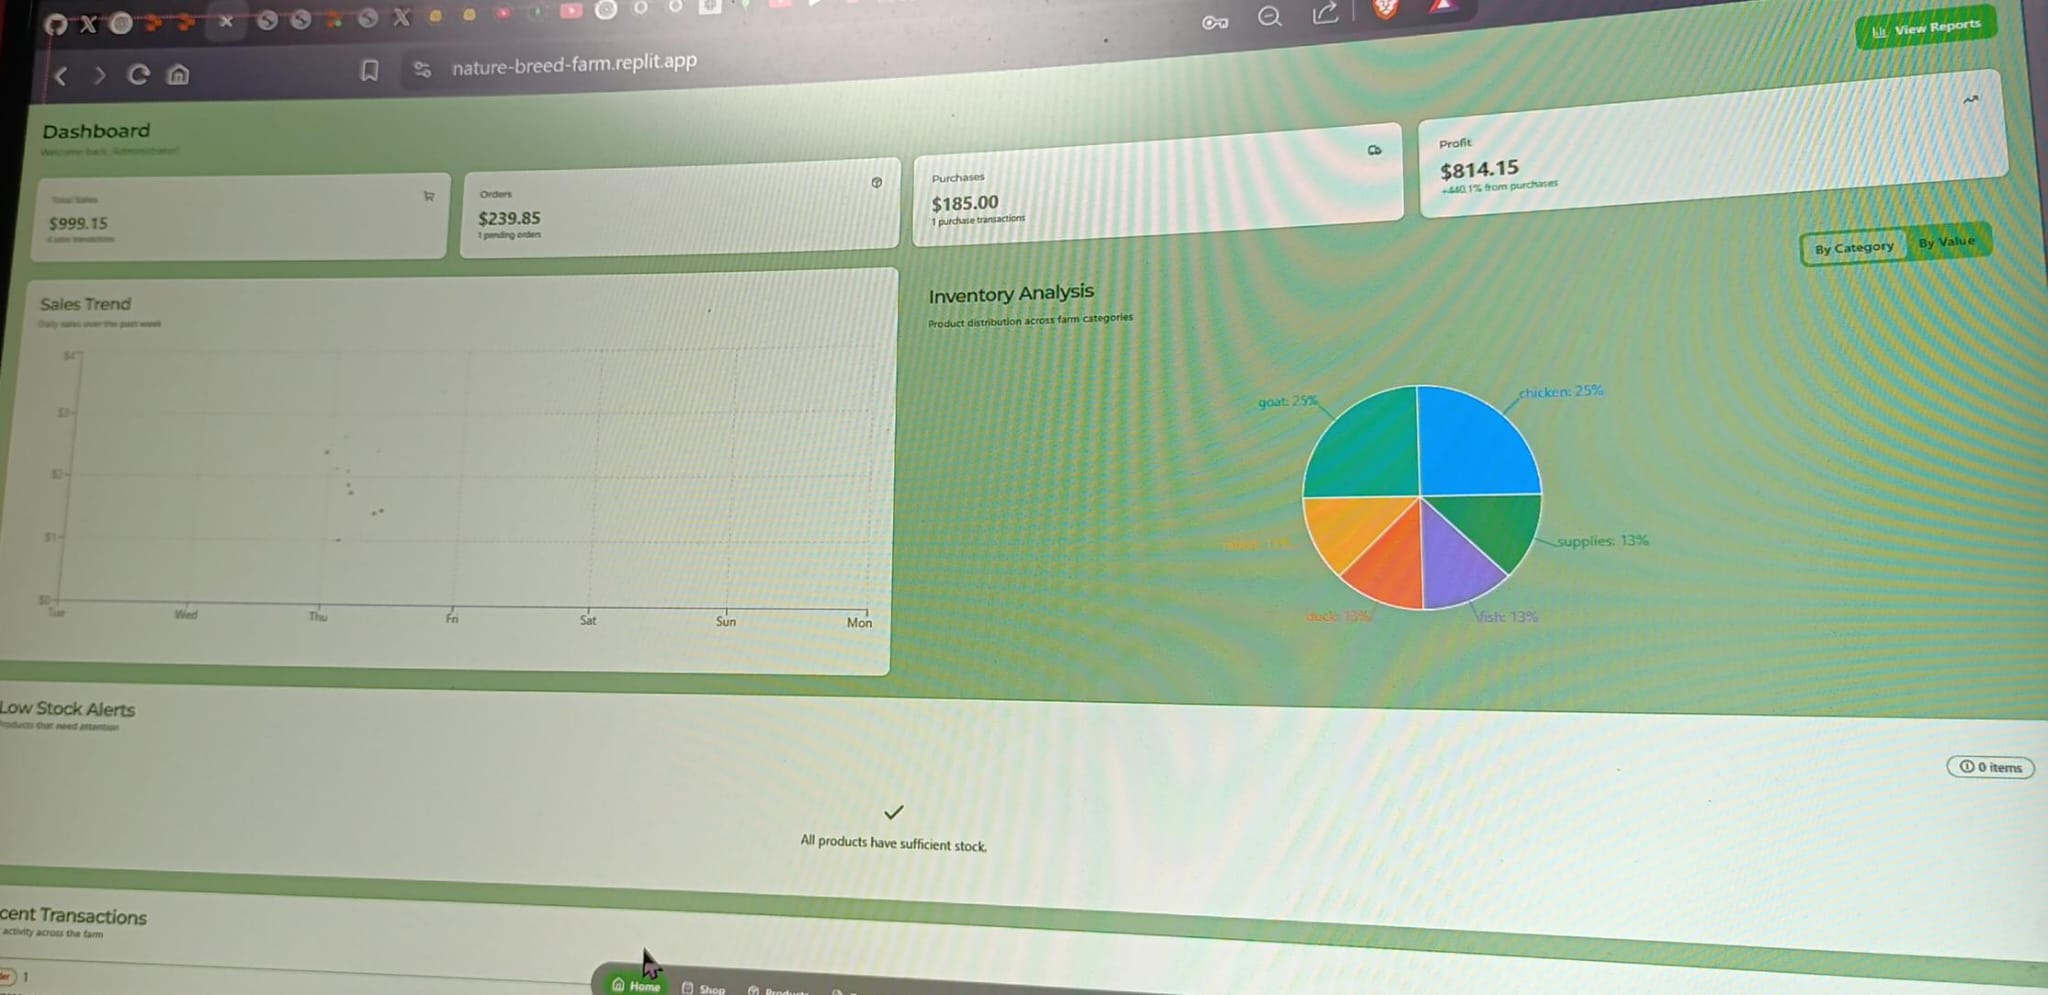 nature-breed-farm.replit.app
View Reports
Dashboard
Welcome back, Administrator!
Total Sales
$999.15
Orders
$239.85
1 pending orders
Purchases
$185.00
1 purchase transactions
Profit
$814.15
+440.1% from purchases
By Category
By Value
Sales Trend
Daily sales over the past week
$4
$3
$2
$1
$0
Tue
Wed
Thu
Fri
Sat
Sun
Mon
Inventory Analysis
Product distribution across farm categories
goat: 25%
chicken: 25%
supplies: 13%
fish: 13%
duck: 13%
Low Stock Alerts
Products that need attention
0 items
All products have sufficient stock.
cent Transactions
activity across the farm
1
Home
Shop
Products